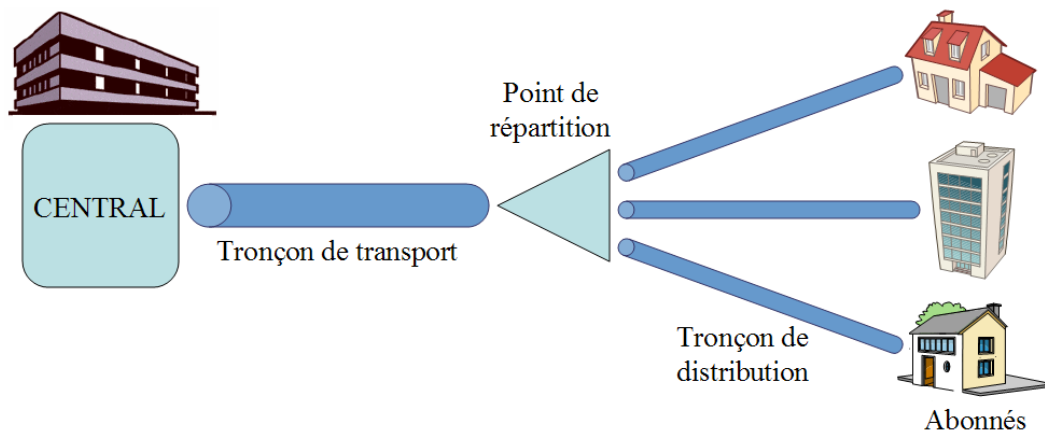 CENTRAL
Tronçon de transport
Point de
répartition
Tronçon de
distribution
Abonnés